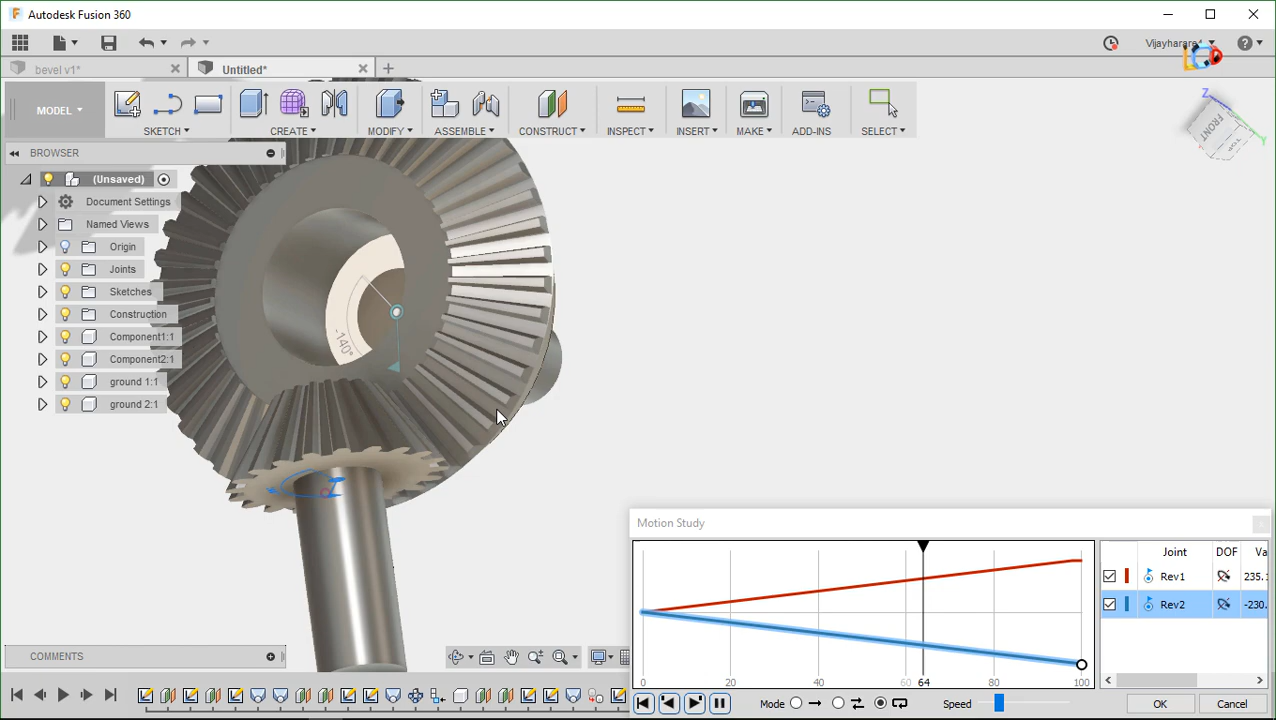 Autodesk Fusion 360
Vijayharare4
bevel v1*
Untitled*
MODEL
SKETCH
CREATE
MODIFY
ASSEMBLE
CONSTRUCT
INSPECT
INSERT
MAKE
ADD-INS
SELECT
Z
FRONT
TOP
Y
BROWSER
(Unsaved)
Document Settings
Named Views
Origin
Joints
Sketches
Construction
Component1:1
Component2:1
ground 1:1
ground 2:1
-140°
COMMENTS
Motion Study
Joint DOF Va
Rev1 235.
Rev2 -230.
0 20 40 60 64 80 100
Mode Speed OK Cancel